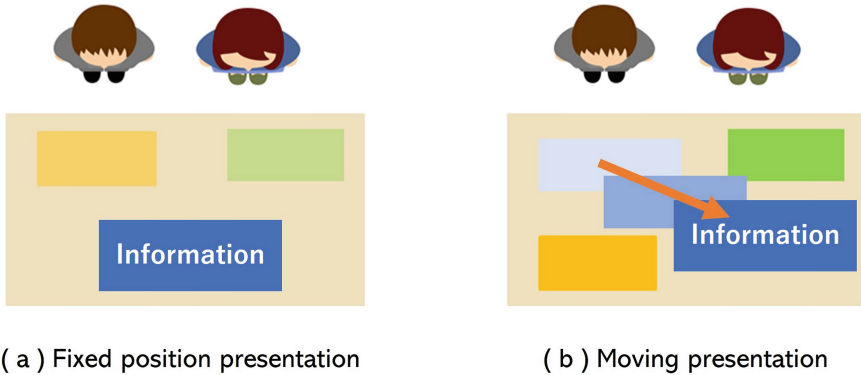 Information
Information
( a ) Fixed position presentation
( b ) Moving presentation